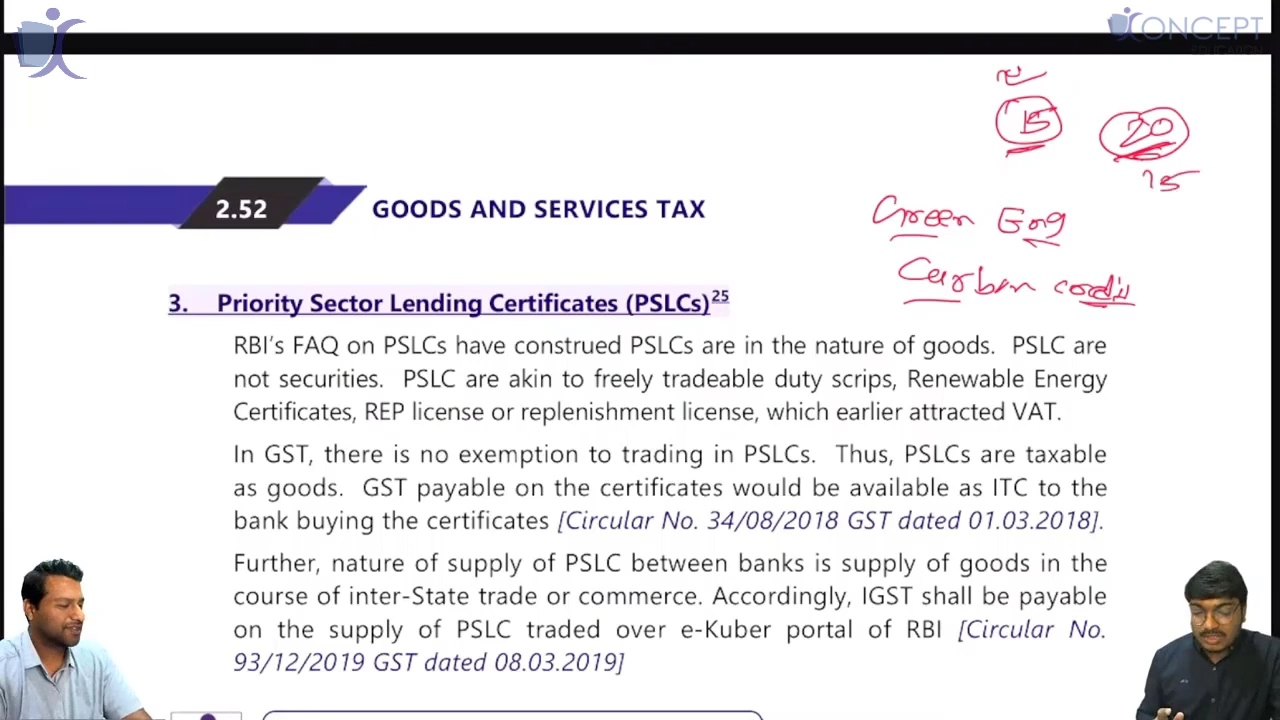 KONCEPT
EDUCATION
15
20
15
2.52 GOODS AND SERVICES TAX
Green
Carbon
3. Priority Sector Lending Certificates (PSLCs)25
RBI's FAQ on PSLCs have construed PSLCs are in the nature of goods. PSLC are
not securities. PSLC are akin to freely tradeable duty scrips, Renewable Energy
Certificates, REP license or replenishment license, which earlier attracted VAT.
In GST, there is no exemption to trading in PSLCs. Thus, PSLCs are taxable
as goods. GST payable on the certificates would be available as ITC to the
bank buying the certificates [Circular No. 34/08/2018 GST dated 01.03.2018].
Further, nature of supply of PSLC between banks is supply of goods in the
course of inter-State trade or commerce. Accordingly, IGST shall be payable
on the supply of PSLC traded over e-Kuber portal of RBI [Circular No.
93/12/2019 GST dated 08.03.2019]